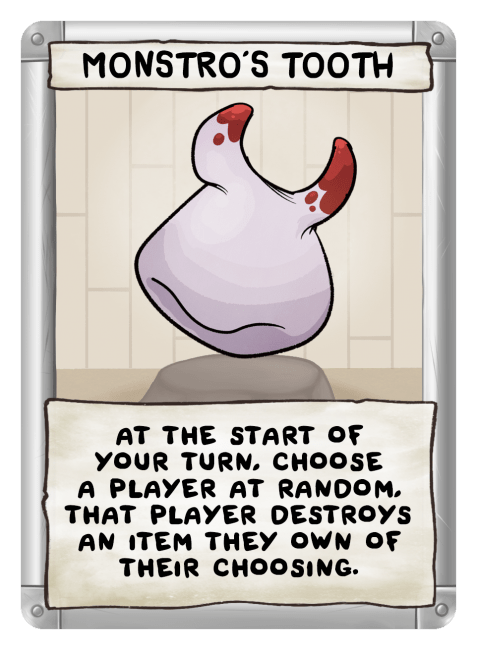 MONSTRO'S TOOTH
AT THE START OF
YOUR TURN, CHOOSE
A PLAYER AT RANDOM.
THAT PLAYER DESTROYS
AN ITEM THEY OWN OF
THEIR CHOOSING.